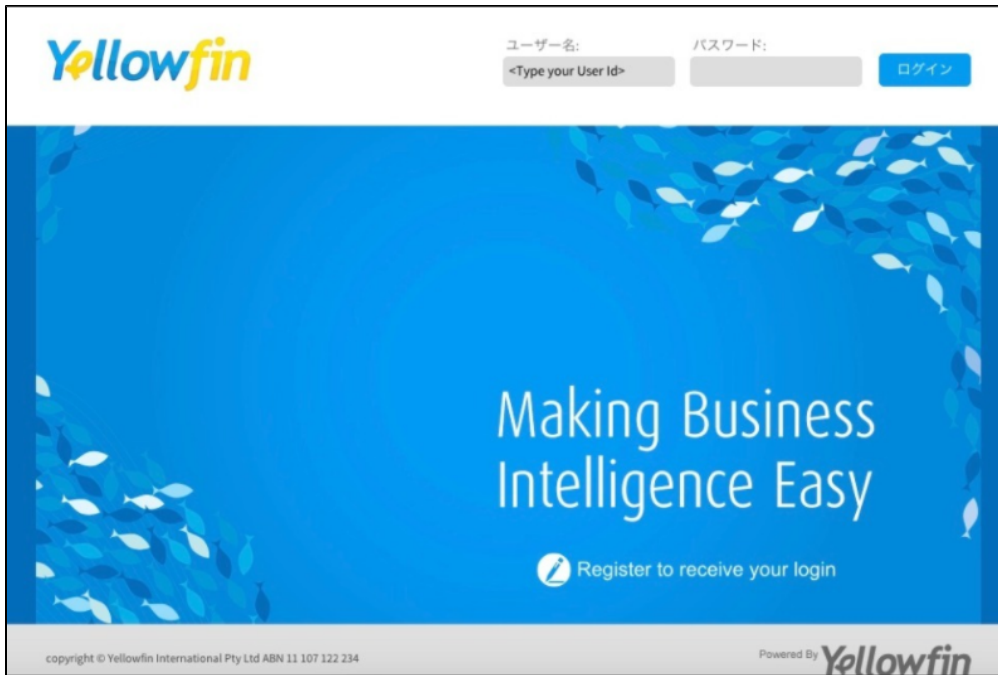 Yellowfin
ユーザー名:
パスワード:
<Type your User Id>
ログイン
Making Business
Intelligence Easy
Register to receive your login
copyright © Yellowfin International Pty Ltd ABN 11 107 122 234
Powered By Yellowfin